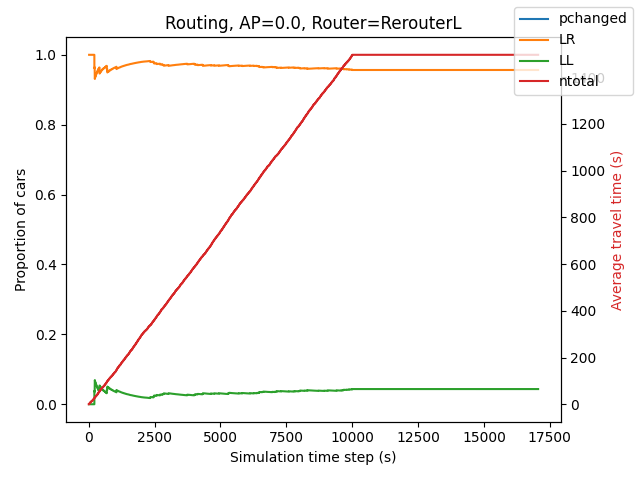 Routing, AP=0.0, Router=RerouterL
pchanged
LR
LL
ntotal
1.0
0.8
0.6
0.4
0.2
0.0
Proportion of cars
1400
1200
1000
800
600
400
200
0
Average travel time (s)
0
2500
5000
7500
10000
12500
15000
17500
Simulation time step (s)